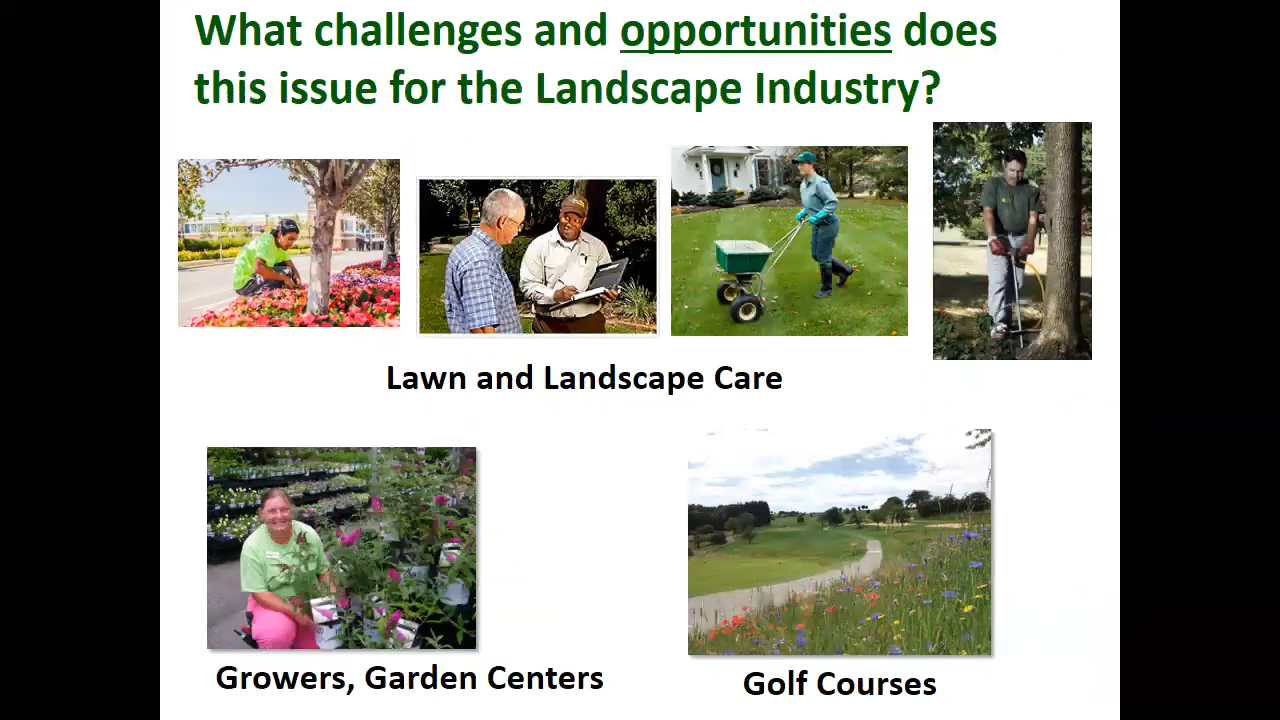 What challenges and opportunities does
this issue for the Landscape Industry?
Lawn and Landscape Care
Growers, Garden Centers
Golf Courses